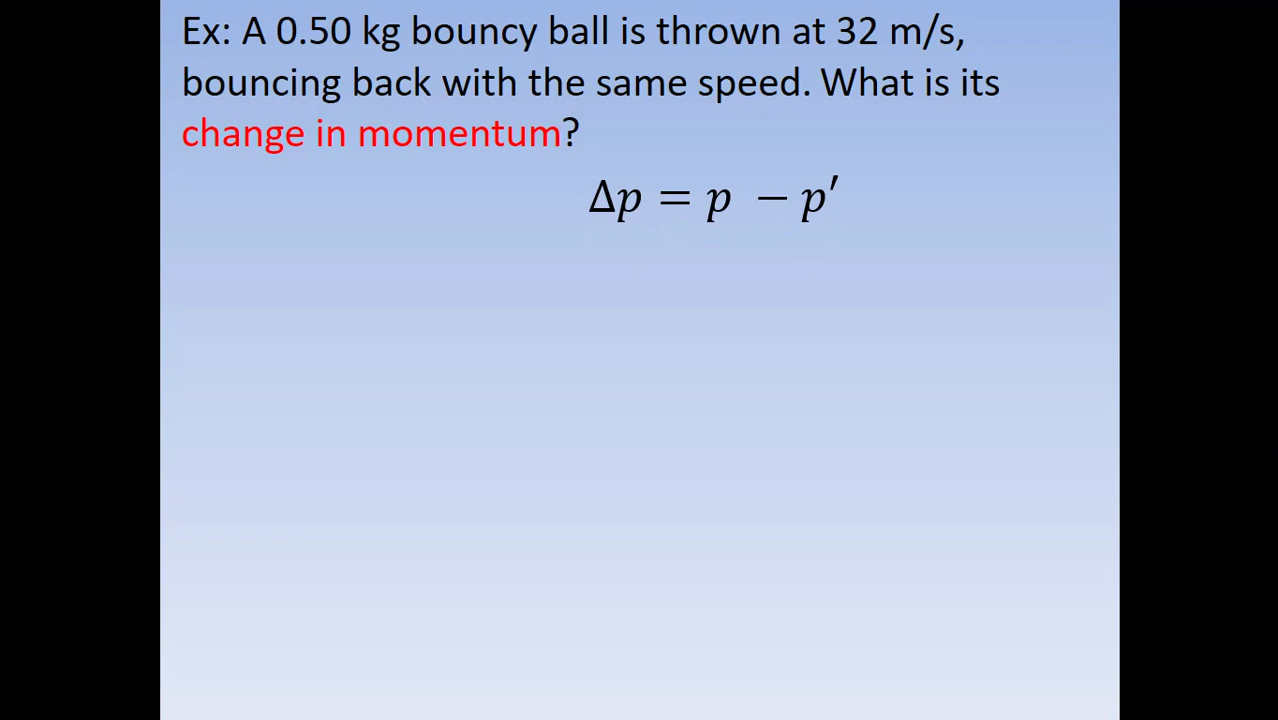 Ex: A 0.50 kg bouncy ball is thrown at 32 m/s,
bouncing back with the same speed. What is its
change in momentum?
Δp = p − p′